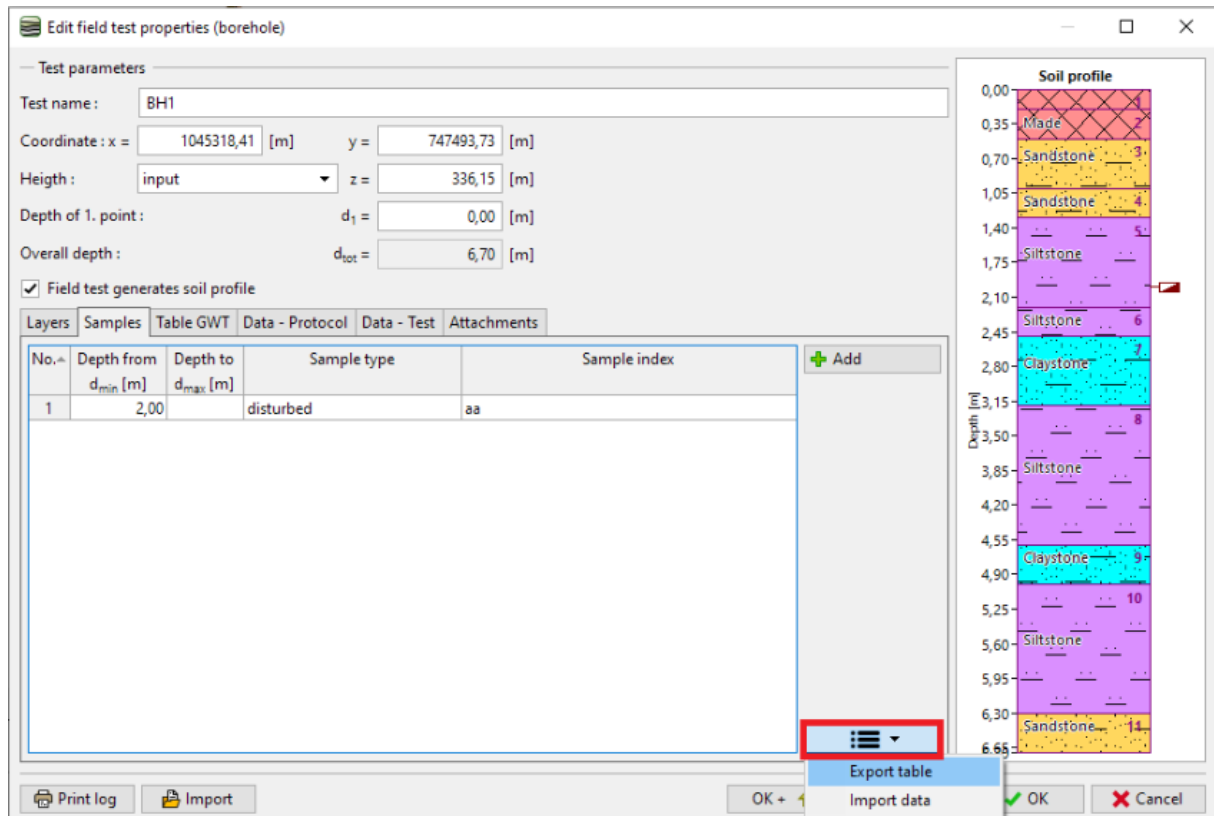 Edit field test properties (borehole)
Test parameters
Test name : BH1
Coordinate : x = 1045318,41 [m] y = 747493,73 [m]
Heigth : input z = 336,15 [m]
Depth of 1. point : d1 = 0,00 [m]
Overall depth : dtot = 6,70 [m]
Field test generates soil profile
Layers Samples Table GWT Data - Protocol Data - Test Attachments
No. Depth from Depth to Sample type Sample index
dmin [m] dmax [m]
1 2,00 disturbed aa
Add
Export table
Import data
Print log Import OK + OK Cancel
Soil profile
Depth [m]
0,00
1
0,35 Made 2
0,70 Sandstone 3
1,05 Sandstone 4
1,40 5
1,75 Siltstone
2,10
2,45 Siltstone 6
2,80 Claystone 7
3,15
3,50 8
3,85 Siltstone
4,20
4,55
4,90 Claystone 9
5,25 10
5,60 Siltstone
5,95
6,30 Sandstone 11
6,65